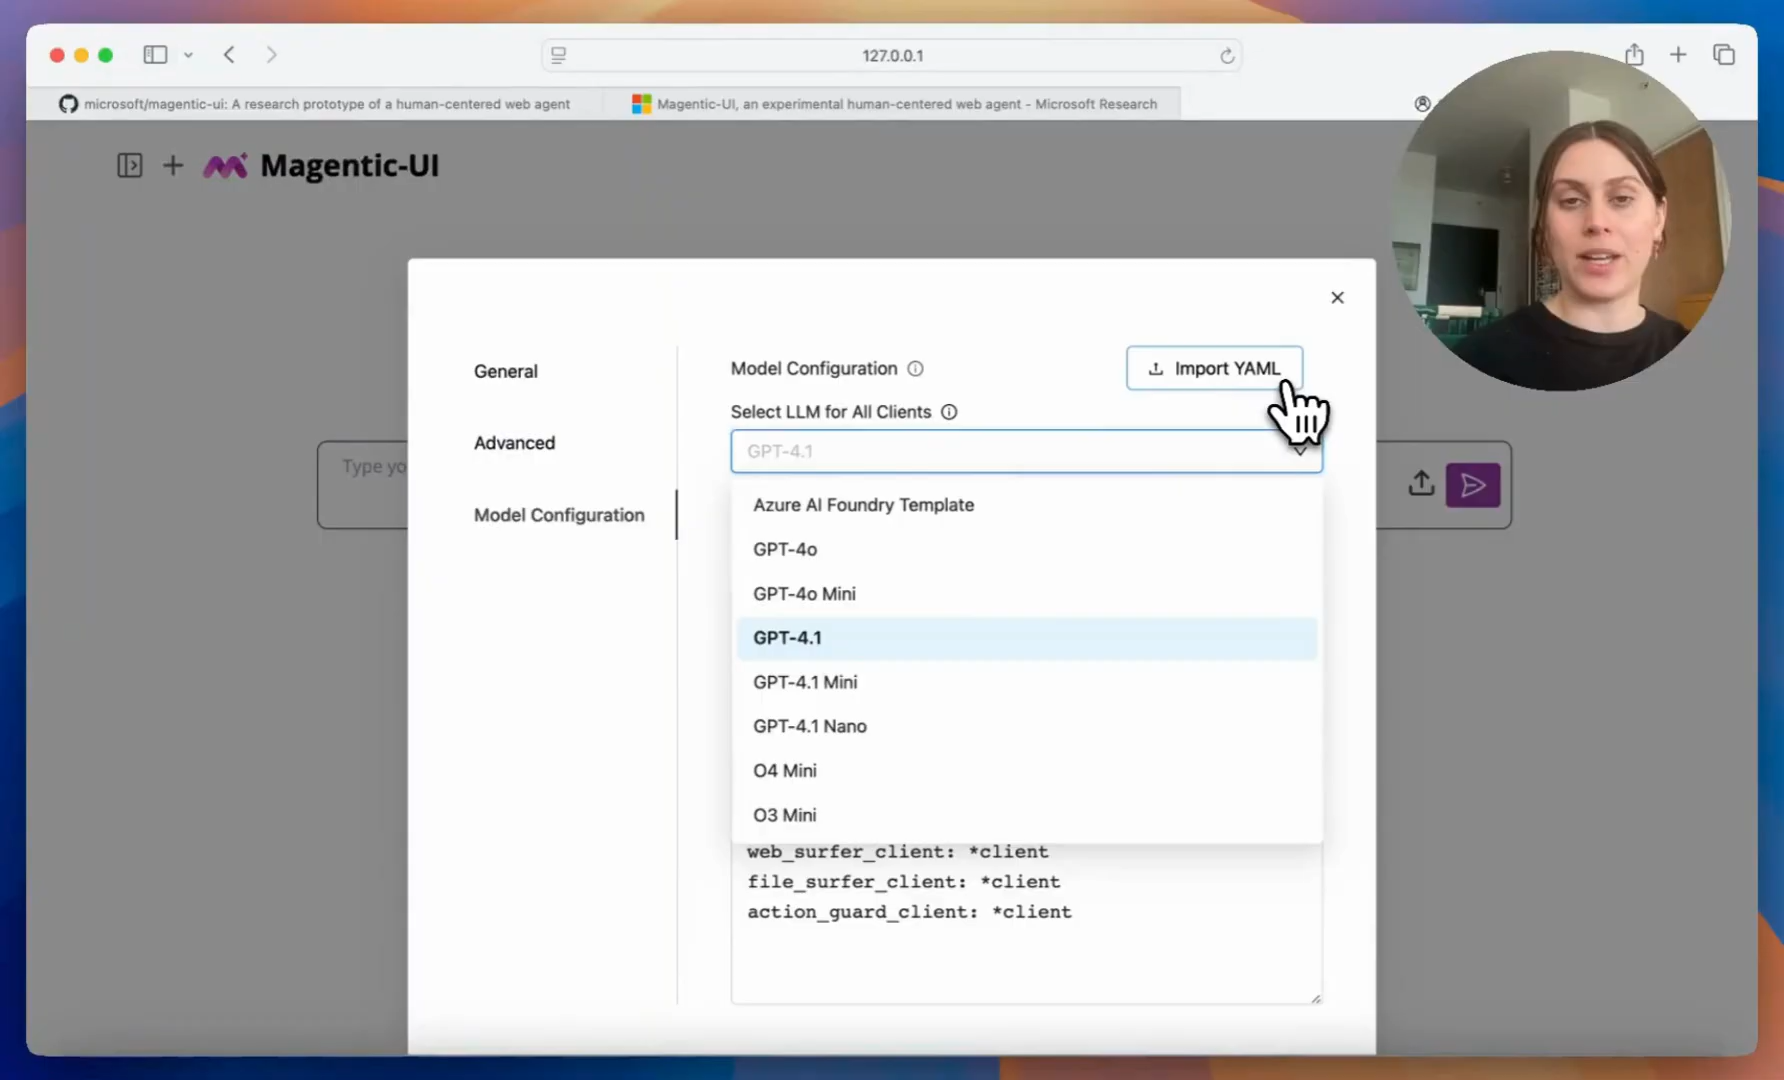 127.0.0.1
microsoft/magentic-ui: A research prototype of a human-centered web agent
Magentic-UI, an experimental human-centered web agent - Microsoft Research
Magentic-UI
General
Advanced
Model Configuration
Model Configuration
Import YAML
Select LLM for All Clients
GPT-4.1
Type yo
Azure AI Foundry Template
GPT-4o
GPT-4o Mini
GPT-4.1
GPT-4.1 Mini
GPT-4.1 Nano
O4 Mini
O3 Mini
web_surfer_client: *client
file_surfer_client: *client
action_guard_client: *client